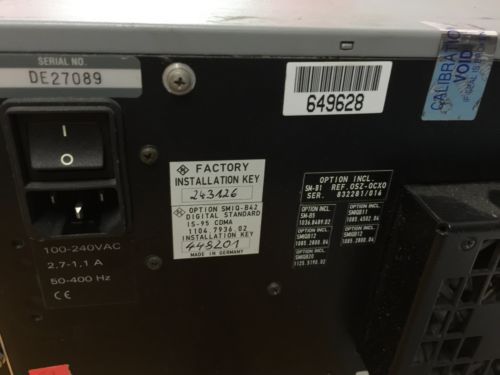 SERIAL NO.
DE27089
649628
CALIBRATION
VOID
FACTORY
INSTALLATION KEY
243126
OPTION SMIQ-B42
DIGITAL STANDARD
IS-95 CDMA
1104.7936.02
INSTALLATION KEY
448201
MADE IN GERMANY
OPTION INCL.
SM-B1 REF.OSZ-OCXO
SER. 832281/016
OPTION INCL
SM-B5
1036.8489.02
OPTION INCL
SMIQB11
1085.4502.04
OPTION INCL
SMIQB12
1085.2800.04
OPTION INCL
SMIQB12
1085.2800.04
OPTION INCL
SMIQB20
1125.5190.02
100-240VAC
2,7-1,1 A
50-400 Hz
CE